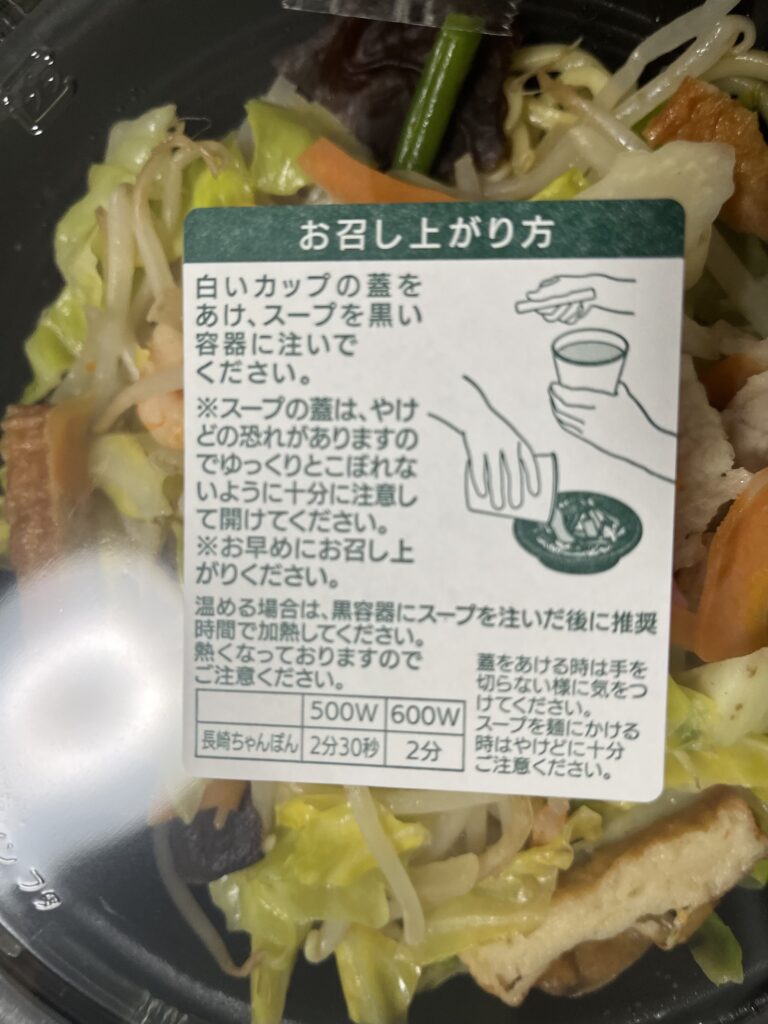 お召し上がり方
白いカップの蓋を
あけ、スープを黒い
容器に注いで
ください。
※スープの蓋は、やけ
どの恐れがありますの
でゆっくりとこぼれな
いように十分に注意し
て開けてください。
※お早めにお召し上
がりください。
温める場合は、黒容器にスープを注いだ後に推奨
時間で加熱してください。
熱くなっておりますので
ご注意ください。
500W 600W
長崎ちゃんぽん 2分30秒 2分
蓋をあける時は手を
切らない様に気をつ
けてください。
スープを麺にかける
時はやけどに十分
ご注意ください。